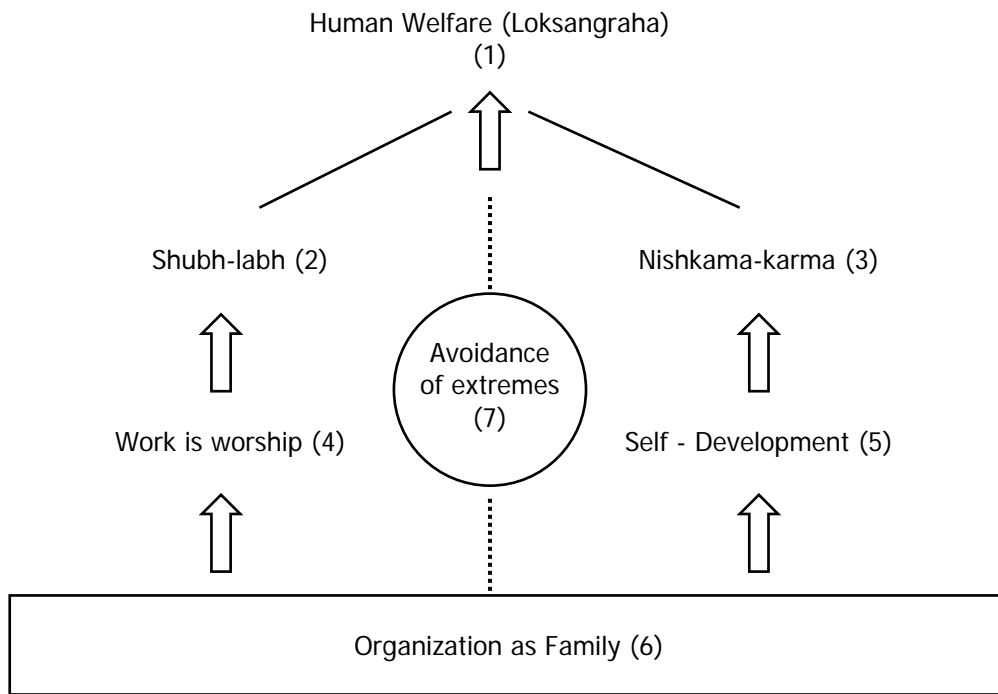 Human Welfare (Loksangraha)
(1)
Shubh-labh (2)
Nishkama-karma (3)
Avoidance
of extremes
(7)
Work is worship (4)
Self - Development (5)
Organization as Family (6)